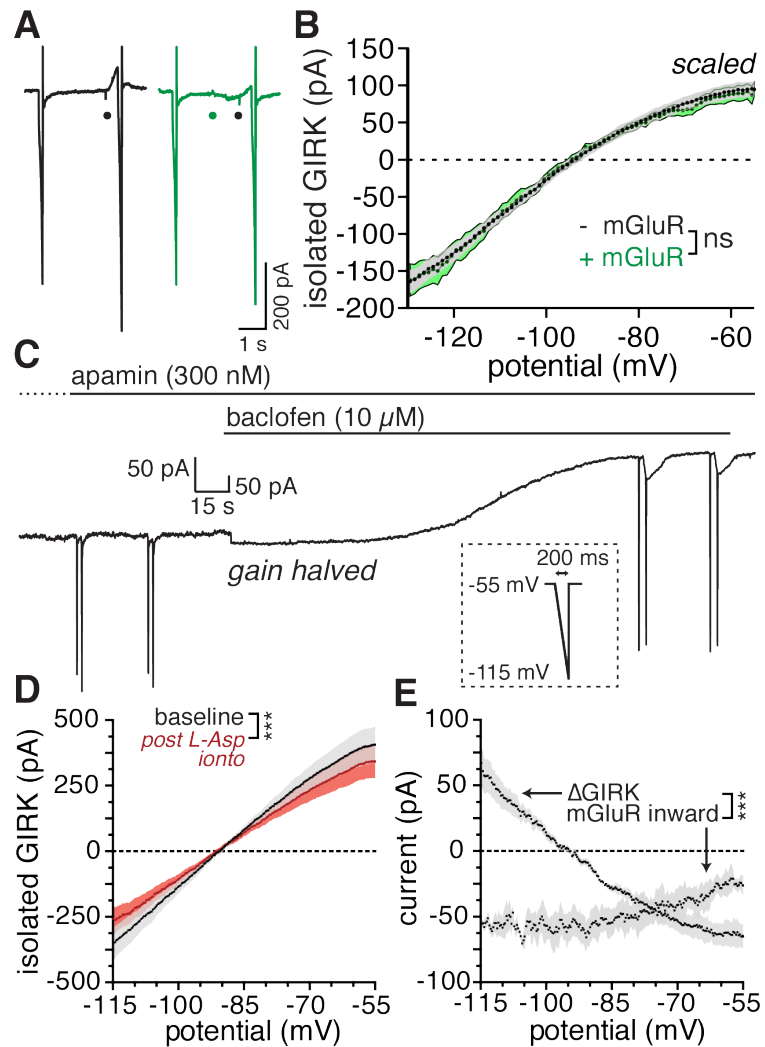 A
200 pA
1 s
B
isolated GIRK (pA)
150
100
50
0
-50
-100
-150
-200
scaled
- mGluR
+ mGluR
ns
-120
-100
-80
-60
potential (mV)
C
apamin (300 nM)
baclofen (10 µM)
50 pA
50 pA
15 s
gain halved
200 ms
-55 mV
-115 mV
D
isolated GIRK (pA)
500
250
0
-250
-500
baseline
post L-Asp
ionto
***
-115
-100
-85
-70
-55
potential (mV)
E
current (pA)
100
50
0
-50
-100
ΔGIRK
mGluR inward
***
-115
-100
-85
-70
-55
potential (mV)